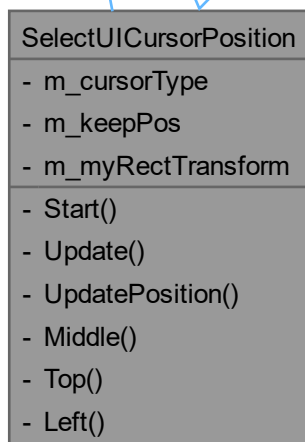 SelectUICursorPosition
- m_cursorType
- m_keepPos
- m_myRectTransform
- Start()
- Update()
- UpdatePosition()
- Middle()
- Top()
- Left()